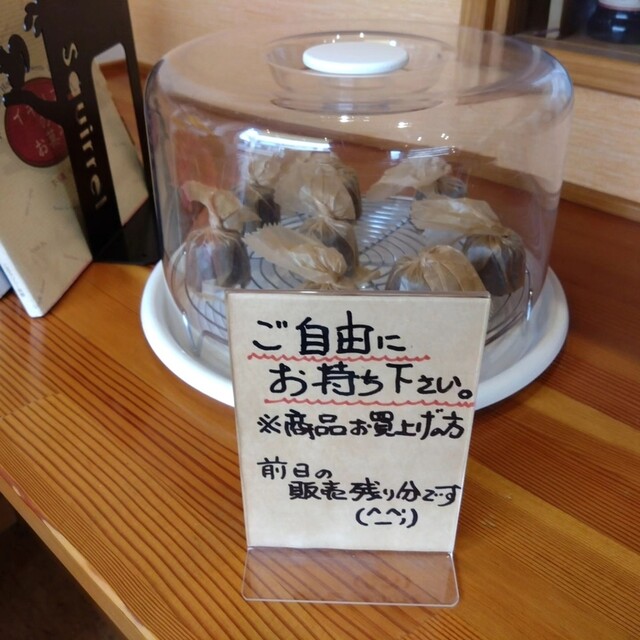 Squirrel
ご自由に
お持ち下さい。
※商品お買上げの方
前日の
販売残り分です
(^ー^;)